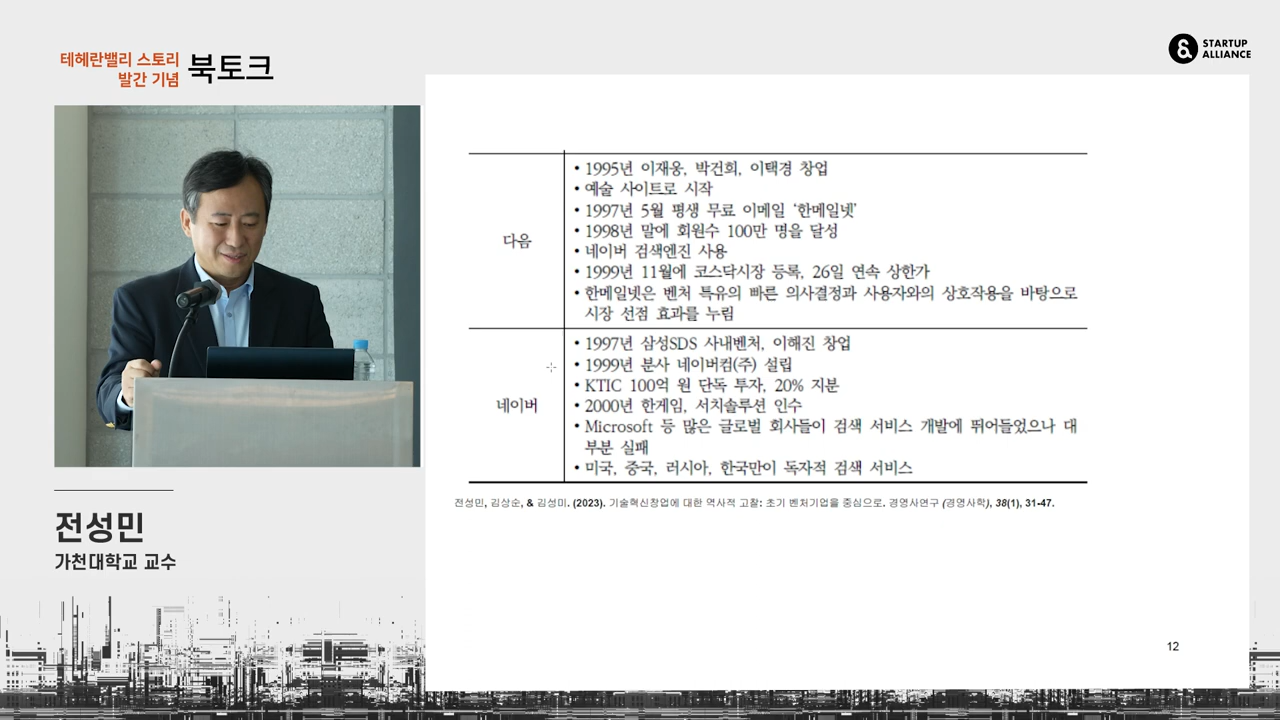 테헤란밸리 스토리
발간 기념
북토크
STARTUP
ALLIANCE
다음
• 1995년 이재웅, 박건희, 이택경 창업
• 예술 사이트로 시작
• 1997년 5월 평생 무료 이메일 ‘한메일넷’
• 1998년 말에 회원수 100만 명을 달성
• 네이버 검색엔진 사용
• 1999년 11월에 코스닥시장 등록, 26일 연속 상한가
• 한메일넷은 벤처 특유의 빠른 의사결정과 사용자와의 상호작용을 바탕으로
시장 선점 효과를 누림
네이버
• 1997년 삼성SDS 사내벤처, 이해진 창업
• 1999년 분사 네이버컴(주) 설립
• KTIC 100억 원 단독 투자, 20% 지분
• 2000년 한게임, 서치솔루션 인수
• Microsoft 등 많은 글로벌 회사들이 검색 서비스 개발에 뛰어들었으나 대
부분 실패
• 미국, 중국, 러시아, 한국만이 독자적 검색 서비스
전성민, 김상순, & 김성미. (2023). 기술혁신창업에 대한 역사적 고찰: 초기 벤처기업을 중심으로. 경영사연구 (경영사학), 38(1), 31-47.
전성민
가천대학교 교수
12